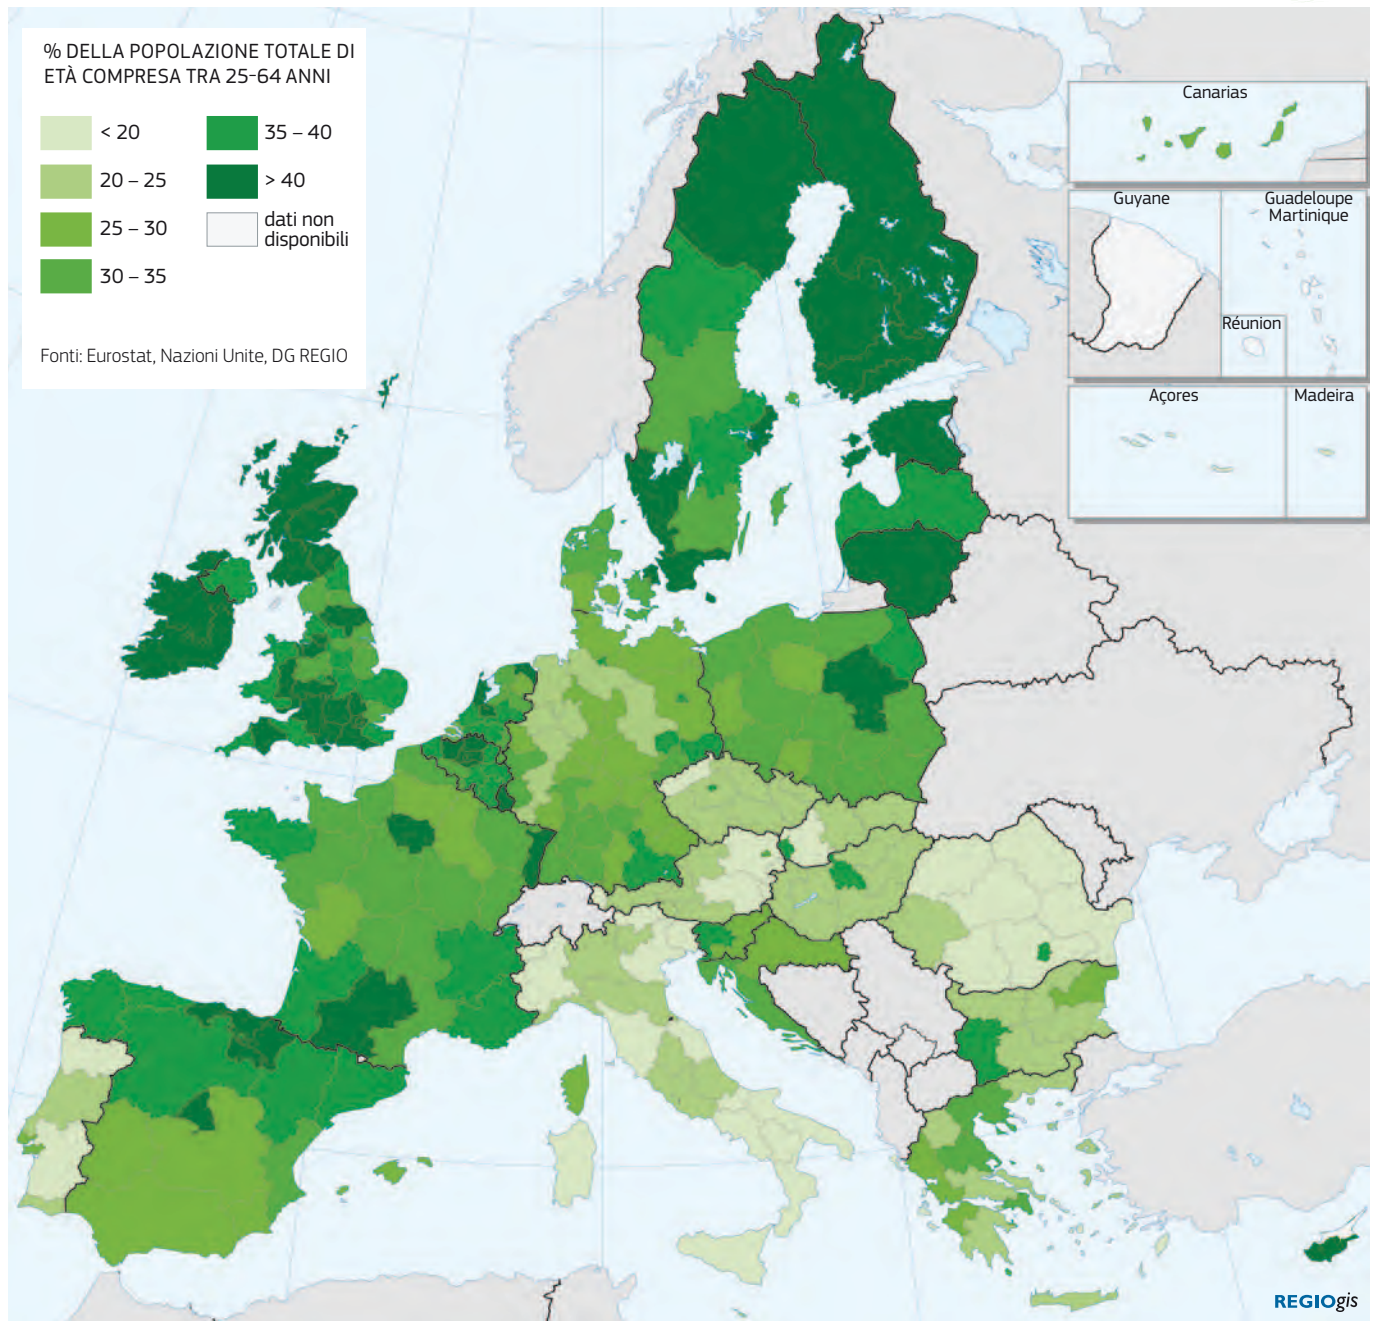 % DELLA POPOLAZIONE TOTALE DI
ETÀ COMPRESA TRA 25-64 ANNI
< 20
20 – 25
25 – 30
30 – 35
35 – 40
> 40
dati non
disponibili
Fonti: Eurostat, Nazioni Unite, DG REGIO
Canarias
Guyane
Guadeloupe
Martinique
Réunion
Açores
Madeira
REGIOgis